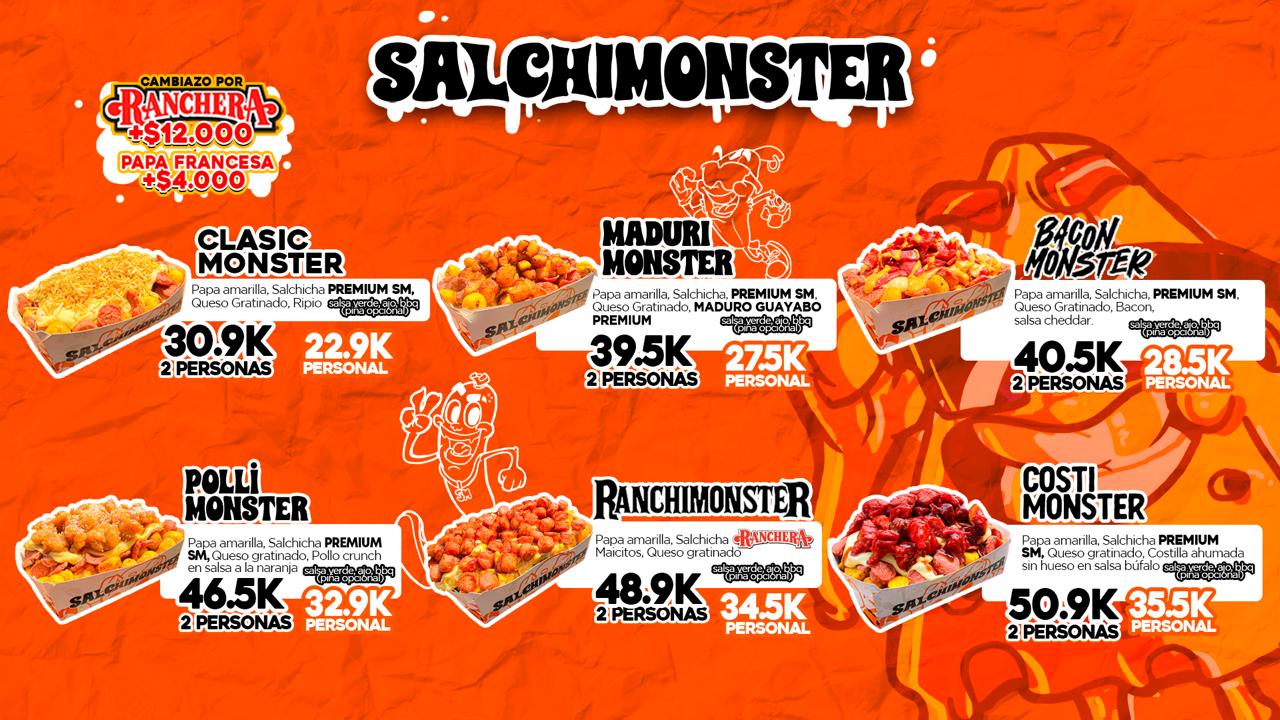 SALCHIMONSTER
CAMBIAZO POR
RANCHERA
+$12.000
PAPA FRANCESA
+$4.000
CLASIC
MONSTER
Papa amarilla, Salchicha PREMIUM SM,
Queso Gratinado, Ripio salsa verde, ajo, bbq
(piña opcional)
30.9K
2 PERSONAS
22.9K
PERSONAL
SALCHIMONSTER
MADURI
MONSTER
Papa amarilla, Salchicha, PREMIUM SM,
Queso Gratinado, MADURO GUAYABO
PREMIUM salsa verde, ajo, bbq
(piña opcional)
39.5K
2 PERSONAS
27.5K
PERSONAL
SALCHIMONSTER
BACON
MONSTER
Papa amarilla, Salchicha, PREMIUM SM,
Queso Gratinado, Bacon,
salsa cheddar. salsa verde, ajo, bbq
(piña opcional)
40.5K
2 PERSONAS
28.5K
PERSONAL
SALCHIMONSTER
POLLI
MONSTER
Papa amarilla, Salchicha PREMIUM
SM, Queso gratinado, Pollo crunch
en salsa a la naranja salsa verde, ajo, bbq
(piña opcional)
46.5K
2 PERSONAS
32.9K
PERSONAL
SALCHIMONSTER
SM
RANCHIMONSTER
Papa amarilla, Salchicha RANCHERA
Maicitos, Queso gratinado
salsa verde, ajo, bbq
(piña opcional)
48.9K
2 PERSONAS
34.5K
PERSONAL
SALCHIMONSTER
COSTI
MONSTER
Papa amarilla, Salchicha PREMIUM
SM, Queso gratinado, Costilla ahumada
sin hueso en salsa búfalo salsa verde, ajo, bbq
(piña opcional)
50.9K
2 PERSONAS
35.5K
PERSONAL
SALCHIMONSTER